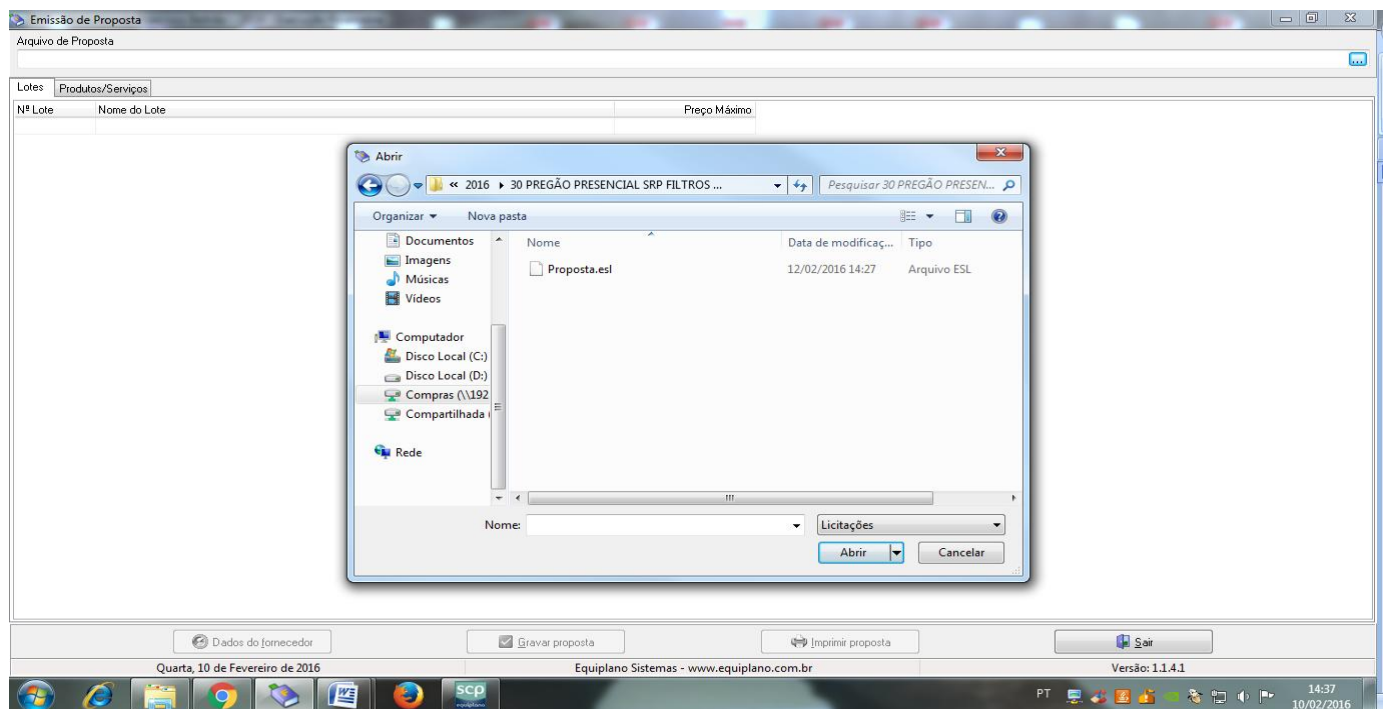 Emissão de Proposta
Arquivo de Proposta
...
Lotes Produtos/Serviços
Nº Lote Nome do Lote Preço Máximo
Abrir
« 2016 30 PREGÃO PRESENCIAL SRP FILTROS ... Pesquisar 30 PREGÃO PRESEN...
Organizar Nova pasta
Nome Data de modificaç... Tipo
Documentos
Imagens
Músicas
Vídeos
Proposta.esl 12/02/2016 14:27 Arquivo ESL
Computador
Disco Local (C:)
Disco Local (D:)
Compras (\\192
Compartilhada (
Rede
Nome: Licitações
Abrir Cancelar
Dados do fornecedor Gravar proposta Imprimir proposta Sair
Quarta, 10 de Fevereiro de 2016 Equiplano Sistemas - www.equiplano.com.br Versão: 1.1.4.1
scp
equiplano
PT 14:37
10/02/2016